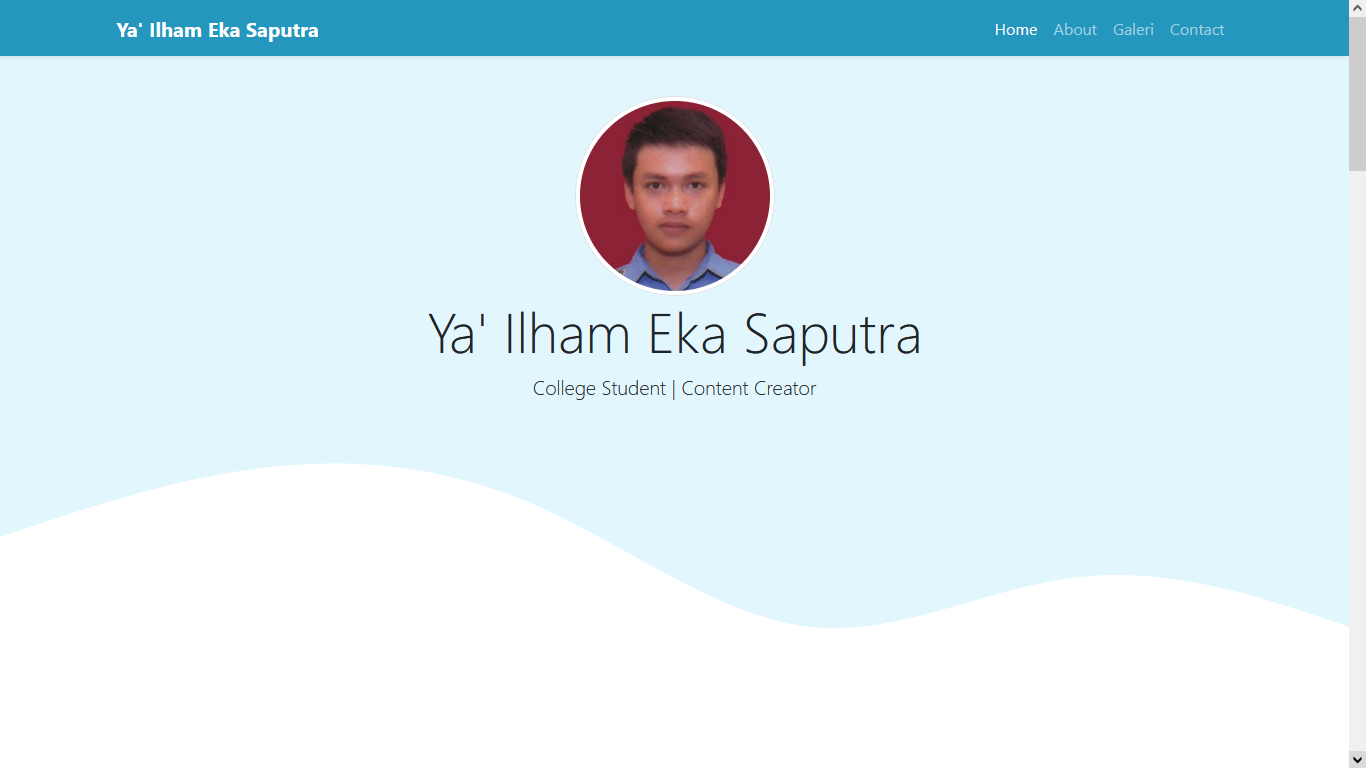 Ya' Ilham Eka Saputra
Home About Galeri Contact
Ya' Ilham Eka Saputra
College Student | Content Creator